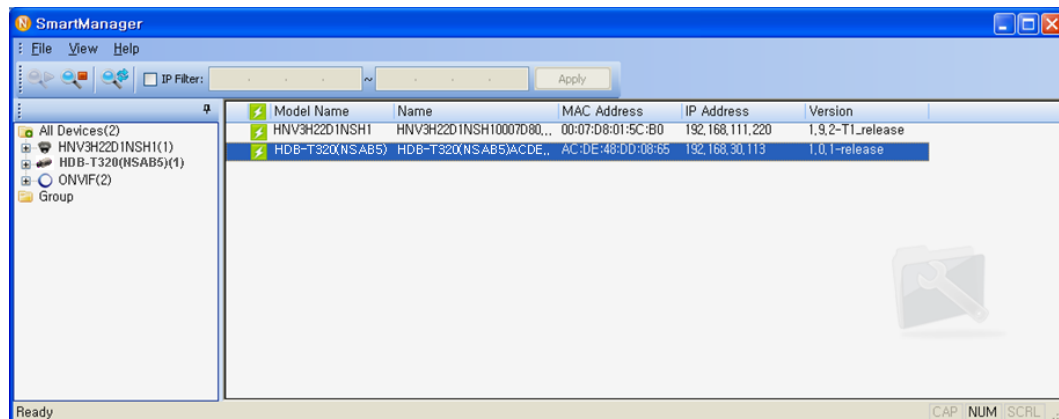 SmartManager
File View Help
IP Filter: . . . ~ . . . Apply
All Devices(2)
HNV3H22D1NSH1(1)
HDB-T320(NSAB5)(1)
ONVIF(2)
Group
Model Name Name MAC Address IP Address Version
HNV3H22D1NSH1 HNV3H22D1NSH10007D80... 00:07:D8:01:5C:B0 192,168,111,220 1,9,2-T1_release
HDB-T320(NSAB5) HDB-T320(NSAB5)ACDE... AC:DE:48:DD:08:65 192,168,30,113 1,0,1-release
Ready CAP NUM SCRL